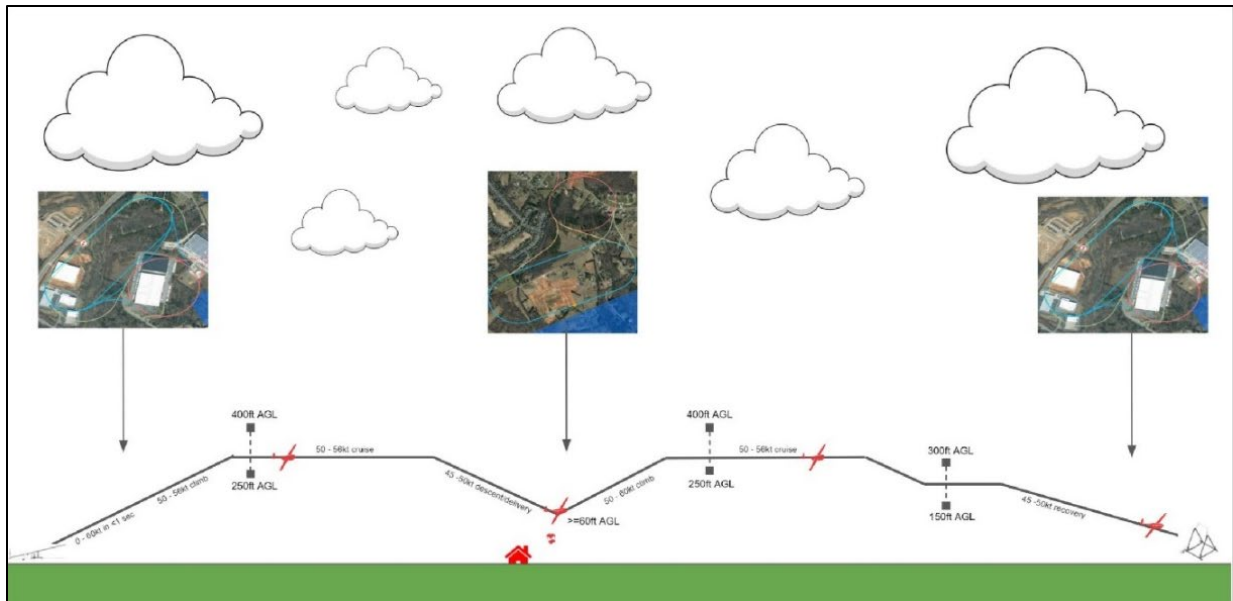 0 - 60kt in <1 sec
50 - 56kt climb
400ft AGL
250ft AGL
50 - 56kt cruise
45 -50kt descent/delivery
>=60ft AGL
50 - 60kt climb
400ft AGL
250ft AGL
50 - 56kt cruise
300ft AGL
150ft AGL
45 -50kt recovery